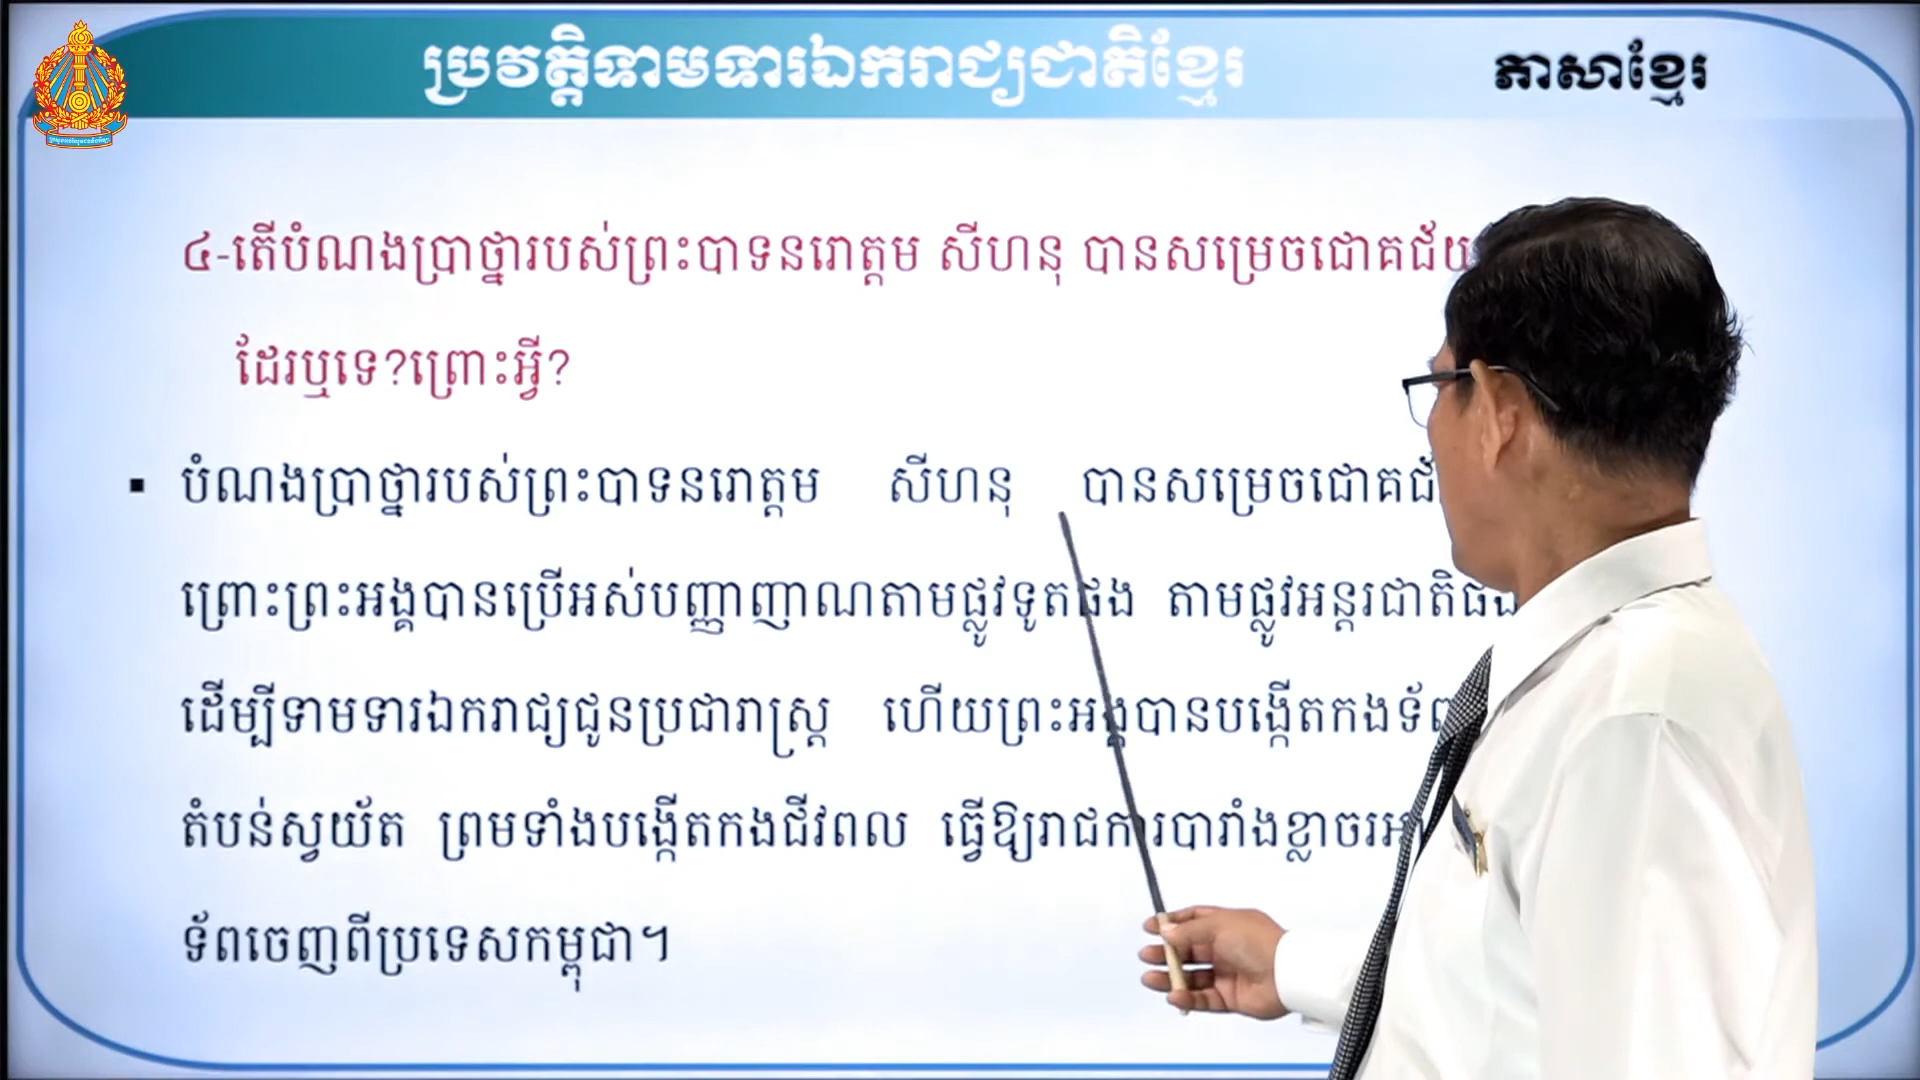 ប្រវត្តិទាមទារឯករាជ្យជាតិខ្មែរ
ភាសាខ្មែរ
៤-តើបំណងប្រាថ្នារបស់ព្រះបាទនរោត្តម សីហនុ បានសម្រេចជោគជ័យ
ដែរឬទេ?ព្រោះអ្វី?
▪ បំណងប្រាថ្នារបស់ព្រះបាទនរោត្តម សីហនុ បានសម្រេច
ព្រោះព្រះអង្គបានប្រើអស់បញ្ញាញាណតាមផ្លូវទូតផង តាមផ្លូវអន្តរជាតិផង
ដើម្បីទាមទារឯករាជ្យជូនប្រជារាស្ត្រ ហើយព្រះអង្គបានបង្កើតកងទ័ព
តំបន់ស្វយ័ត ព្រមទាំងបង្កើតកងជីវពល ធ្វើឱ្យរាជការបារាំងខ្លាច
ទ័ពចេញពីប្រទេសកម្ពុជា។